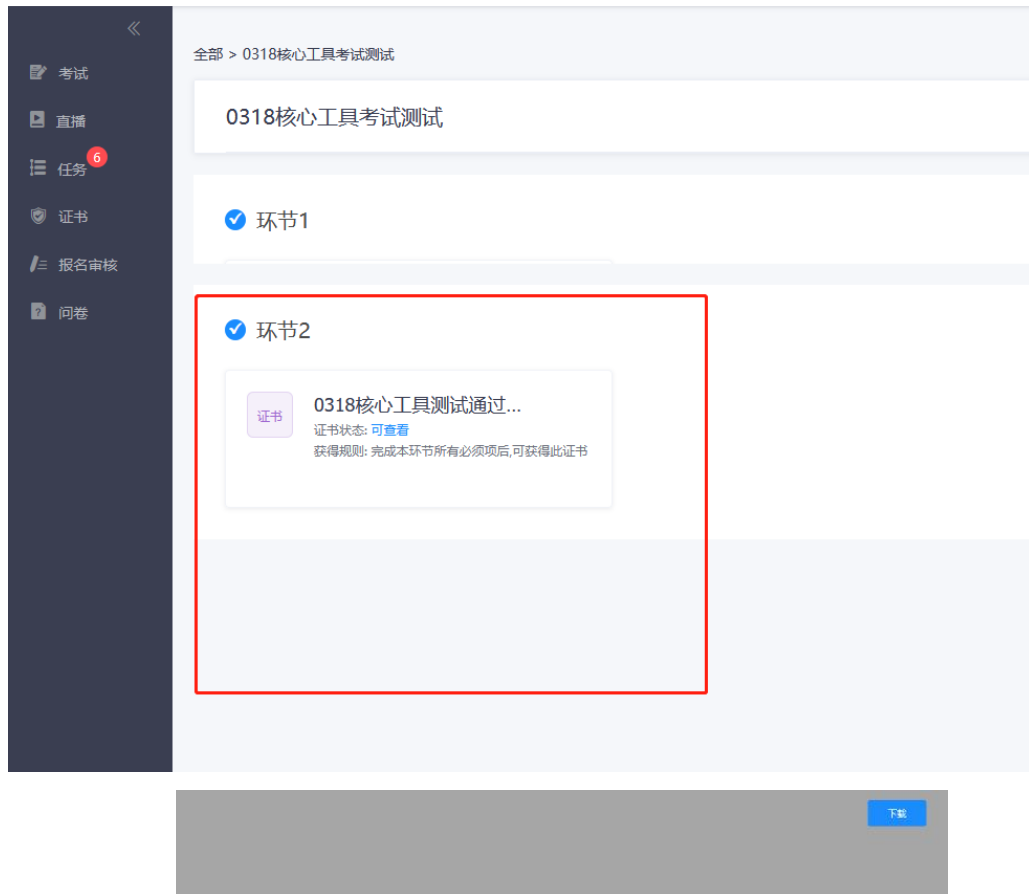 全部 > 0318核心工具考试测试
考试
直播
任务
6
证书
报名审核
问卷
0318核心工具考试测试
环节1
环节2
证书
0318核心工具测试通过...
证书状态: 可查看
获得规则: 完成本环节所有必须项后,可获得此证书
下载